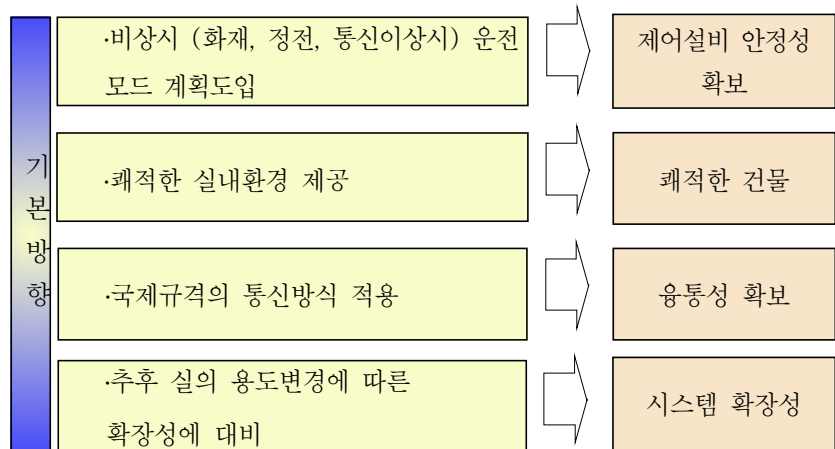 기본방향
·비상시 (화재, 정전, 통신이상시) 운전
모드 계획도입
제어설비 안정성
확보
·쾌적한 실내환경 제공
쾌적한 건물
·국제규격의 통신방식 적용
융통성 확보
·추후 실의 용도변경에 따른
확장성에 대비
시스템 확장성